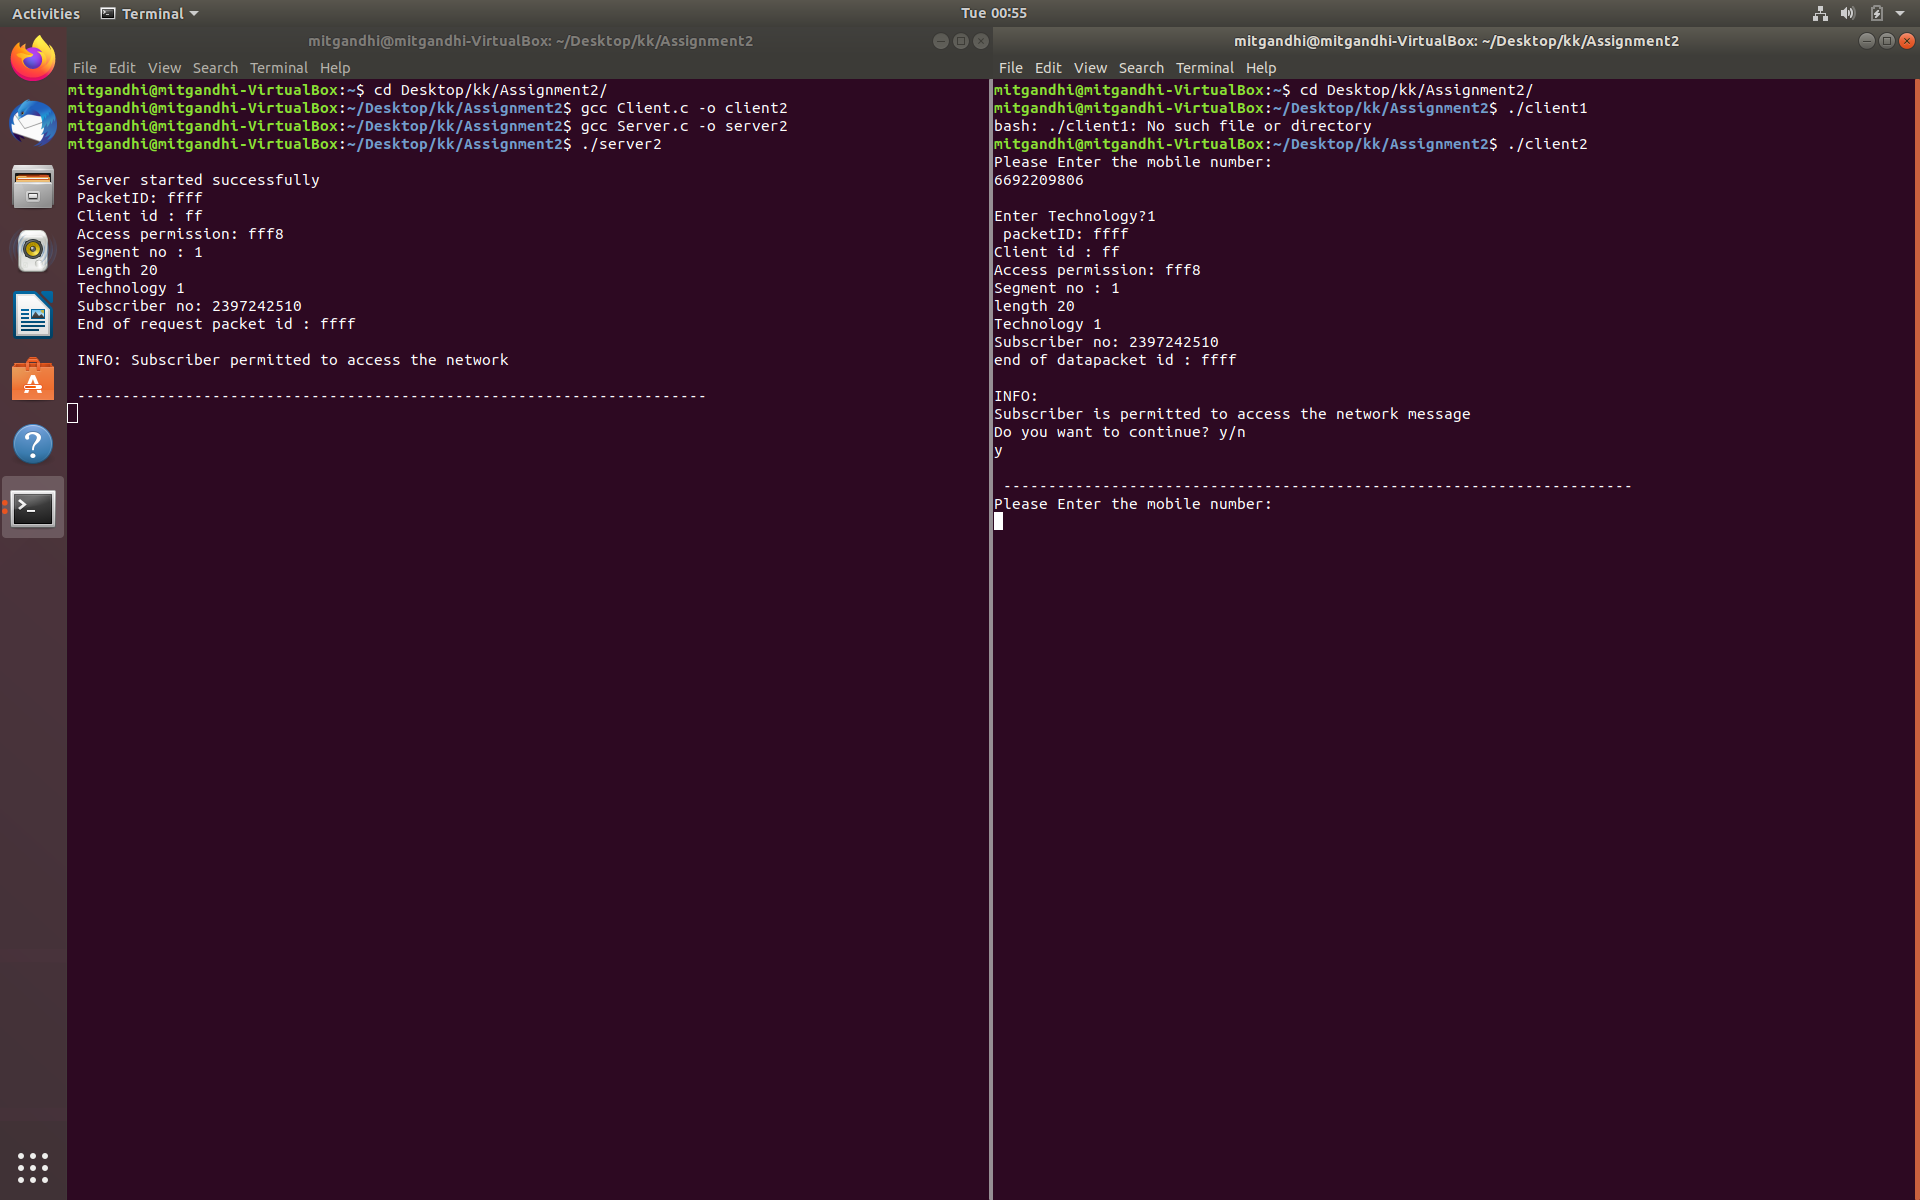 Activities Terminal Tue 00:55
mitgandhi@mitgandhi-VirtualBox: ~/Desktop/kk/Assignment2
File Edit View Search Terminal Help
mitgandhi@mitgandhi-VirtualBox:~$ cd Desktop/kk/Assignment2/
mitgandhi@mitgandhi-VirtualBox:~/Desktop/kk/Assignment2$ gcc Client.c -o client2
mitgandhi@mitgandhi-VirtualBox:~/Desktop/kk/Assignment2$ gcc Server.c -o server2
mitgandhi@mitgandhi-VirtualBox:~/Desktop/kk/Assignment2$ ./server2
Server started successfully
PacketID: ffff
Client id : ff
Access permission: fff8
Segment no : 1
Length 20
Technology 1
Subscriber no: 2397242510
End of request packet id : ffff
INFO: Subscriber permitted to access the network
----------------------------------------------------------------------
mitgandhi@mitgandhi-VirtualBox: ~/Desktop/kk/Assignment2
File Edit View Search Terminal Help
mitgandhi@mitgandhi-VirtualBox:~$ cd Desktop/kk/Assignment2/
mitgandhi@mitgandhi-VirtualBox:~/Desktop/kk/Assignment2$ ./client1
bash: ./client1: No such file or directory
mitgandhi@mitgandhi-VirtualBox:~/Desktop/kk/Assignment2$ ./client2
Please Enter the mobile number:
6692209806
Enter Technology?1
packetID: ffff
Client id : ff
Access permission: fff8
Segment no : 1
length 20
Technology 1
Subscriber no: 2397242510
end of datapacket id : ffff
INFO:
Subscriber is permitted to access the network message
Do you want to continue? y/n
y
----------------------------------------------------------------------
Please Enter the mobile number: